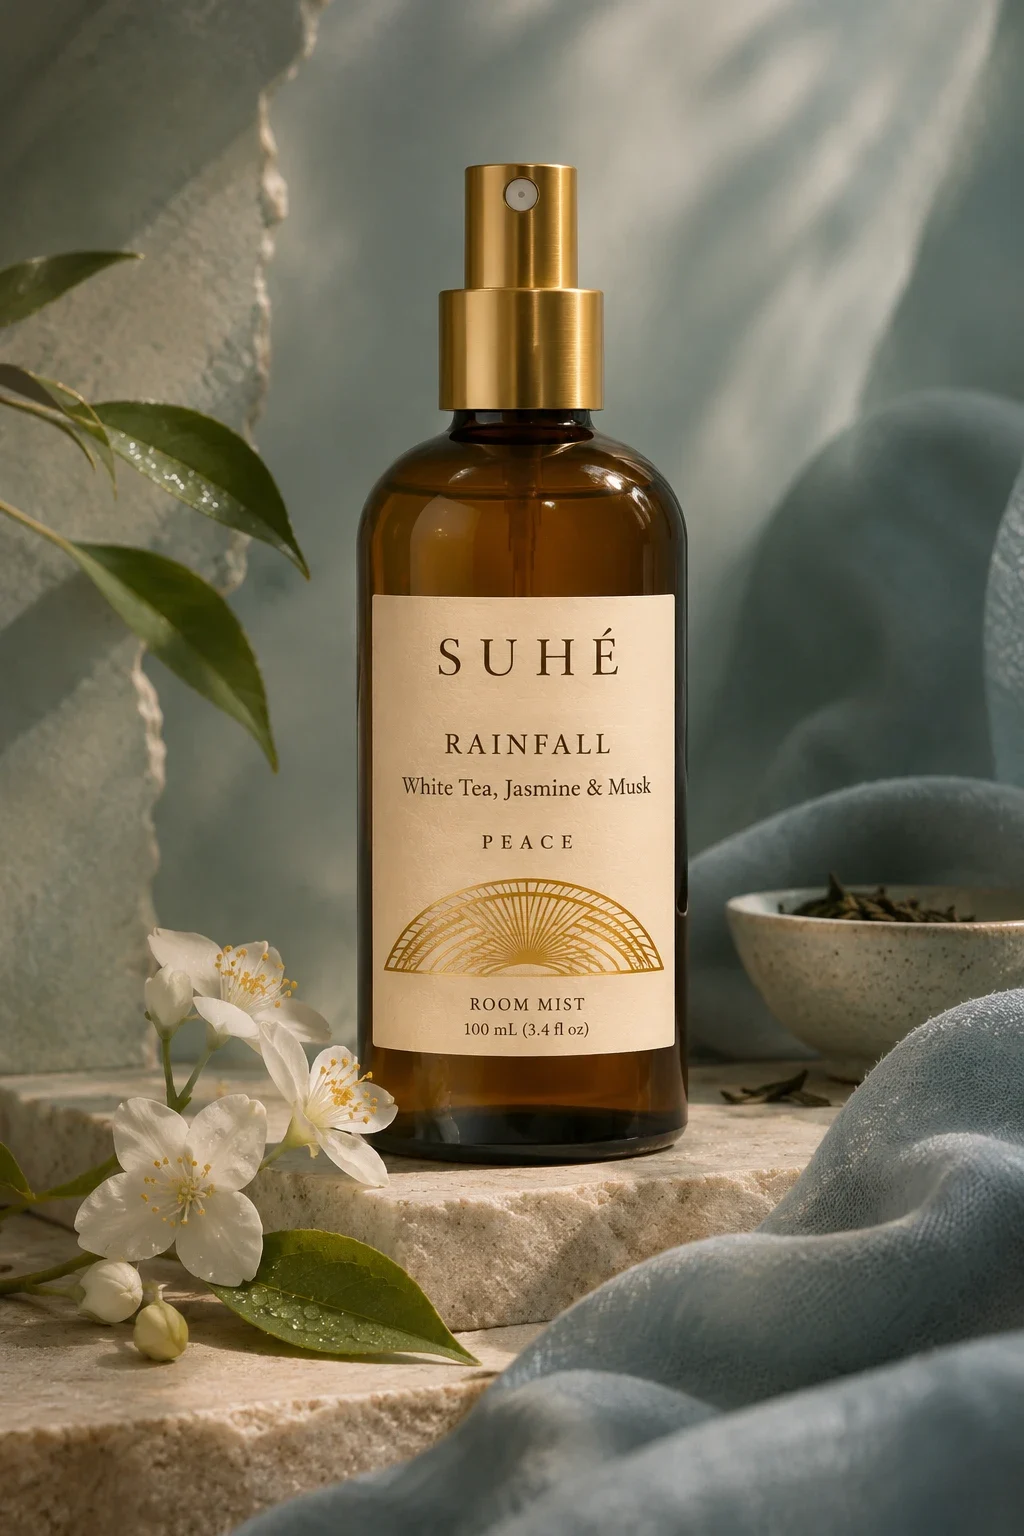 SUHÉ
RAINFALL
White Tea, Jasmine & Musk
PEACE
ROOM MIST
100 mL (3.4 fl oz)